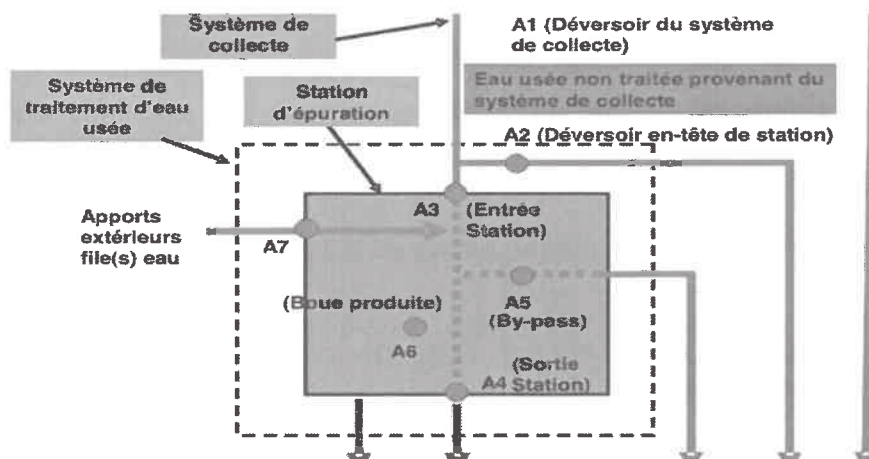 Système de
collecte
A1 (Déversoir du système
de collecte)
Système de
traitement d'eau
usée
Station
d'épuration
Eau usée non traitée provenant du
système de collecte
A2 (Déversoir en-tête de station)
Apports
extérieurs
file(s) eau
A7
A3
(Entrée
Station)
(Boue produite)
A6
A5
(By-pass)
(Sortie
A4 Station)